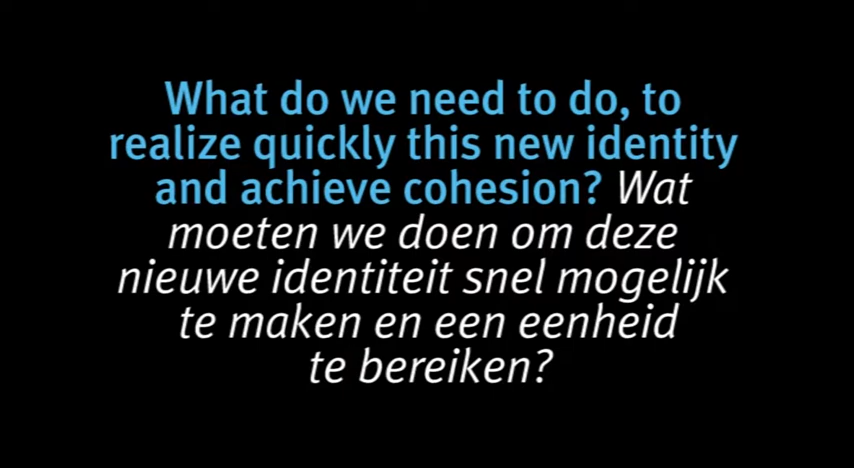 What do we need to do, to
realize quickly this new identity
and achieve cohesion? Wat
moeten we doen om deze
nieuwe identiteit snel mogelijk
te maken en een eenheid
te bereiken?